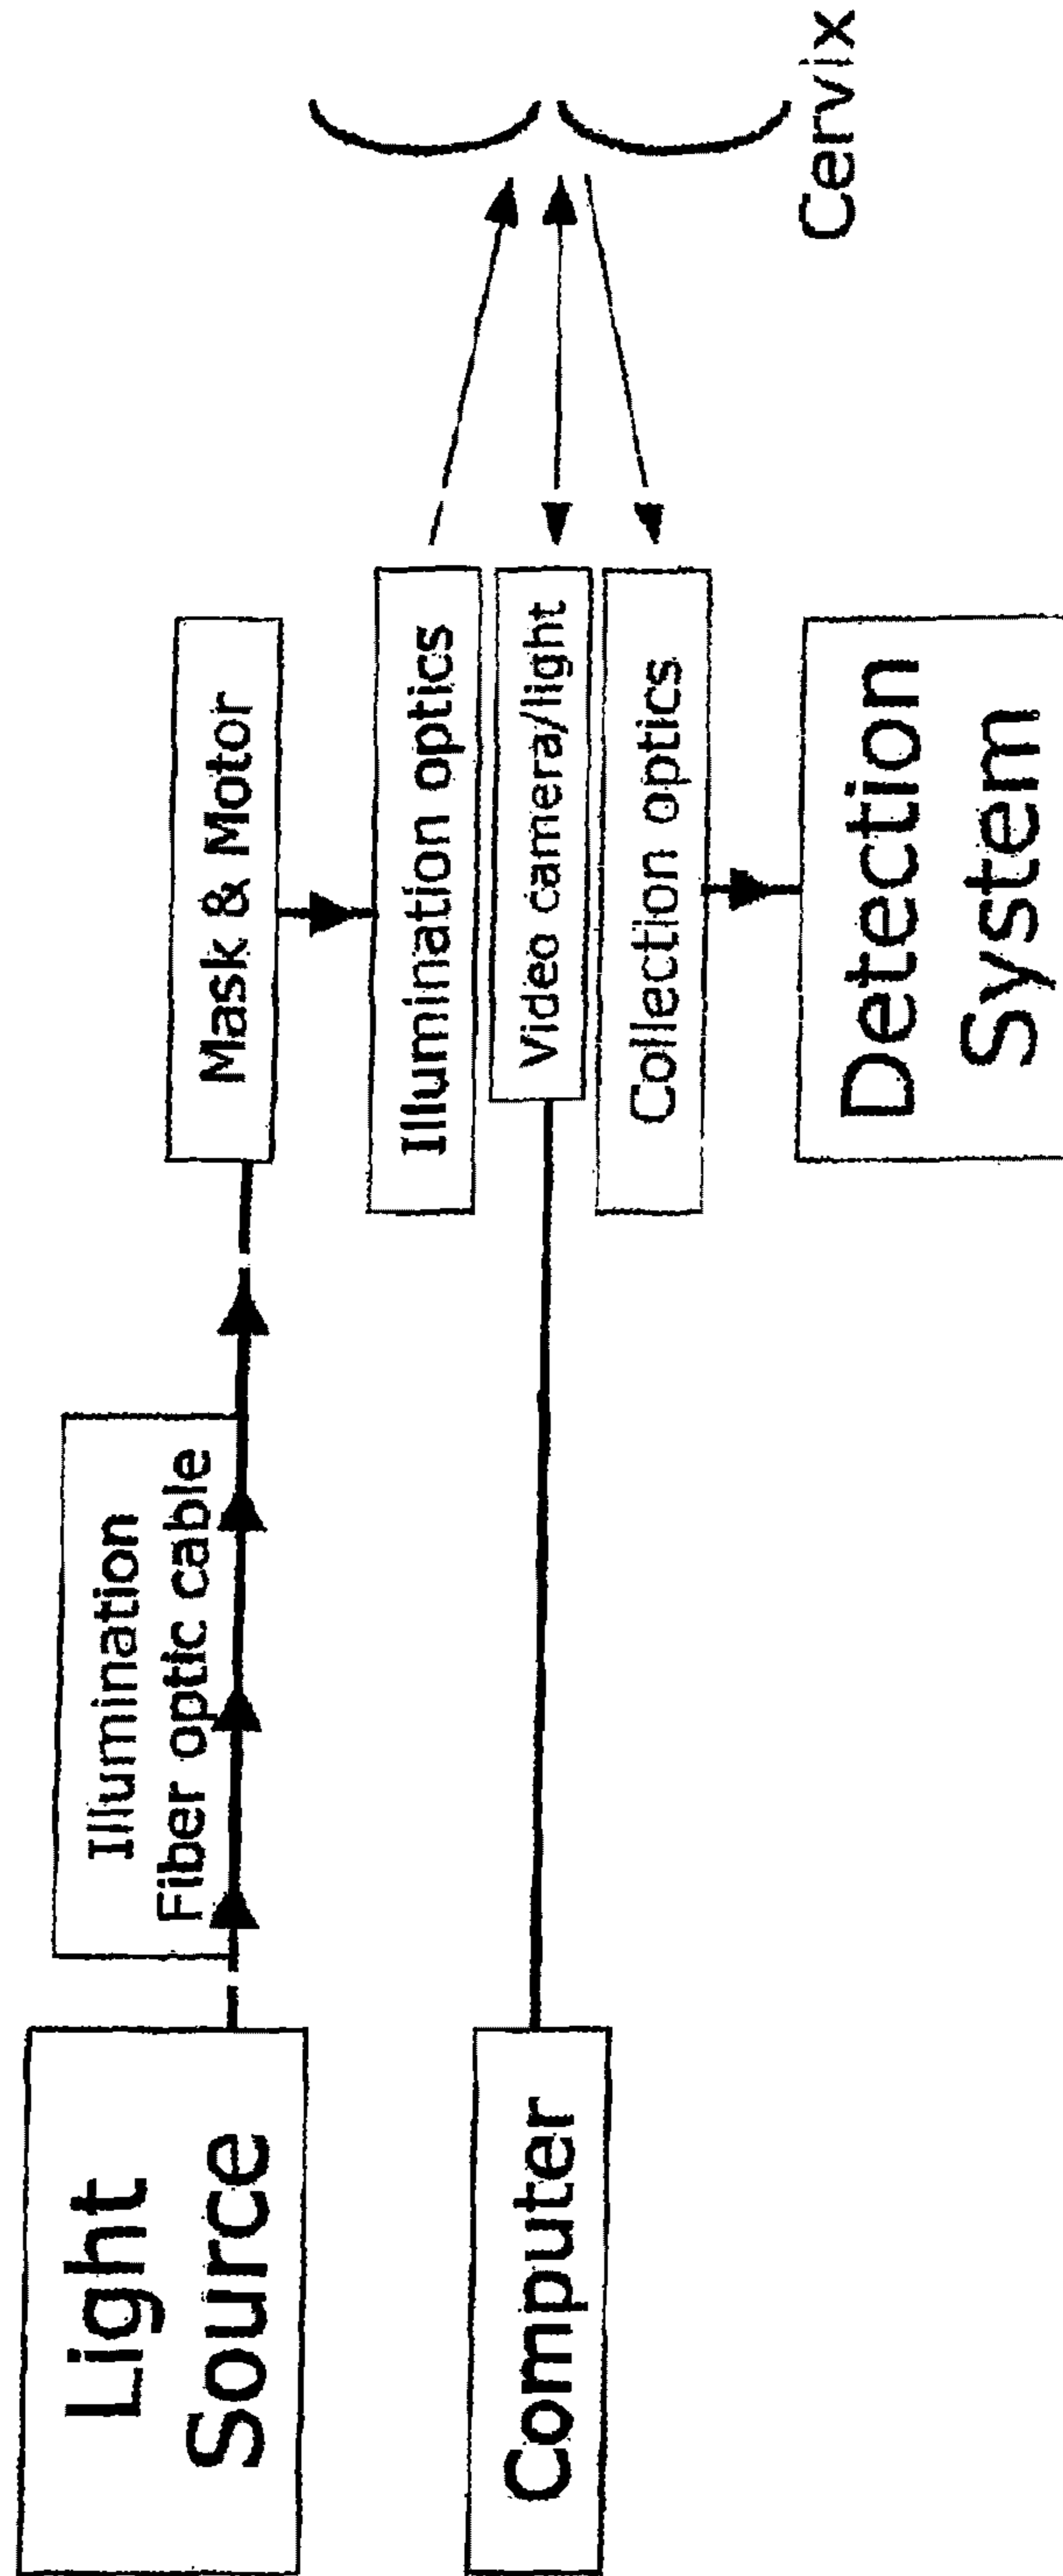 Light
Source
Illumination
Fiber optic cable
Mask & Motor
Illumination optics
Video camera/light
Collection optics
Computer
Detection
System
Cervix